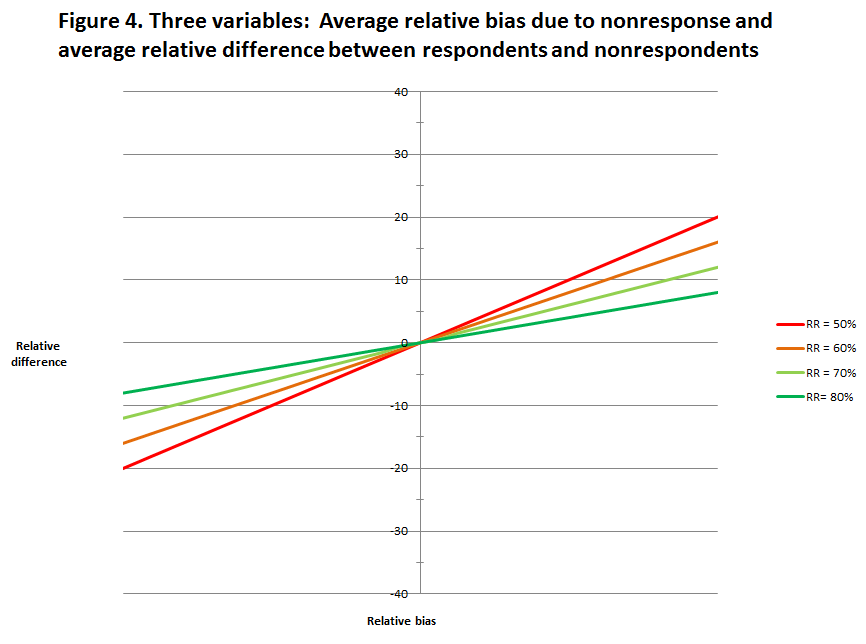 Figure 4. Three variables:  Average relative bias due to nonresponse and
average relative difference between respondents and nonrespondents
40
30
20
10
0
-10
-20
-30
-40
Relative
difference
Relative bias
RR = 50%
RR = 60%
RR = 70%
RR= 80%